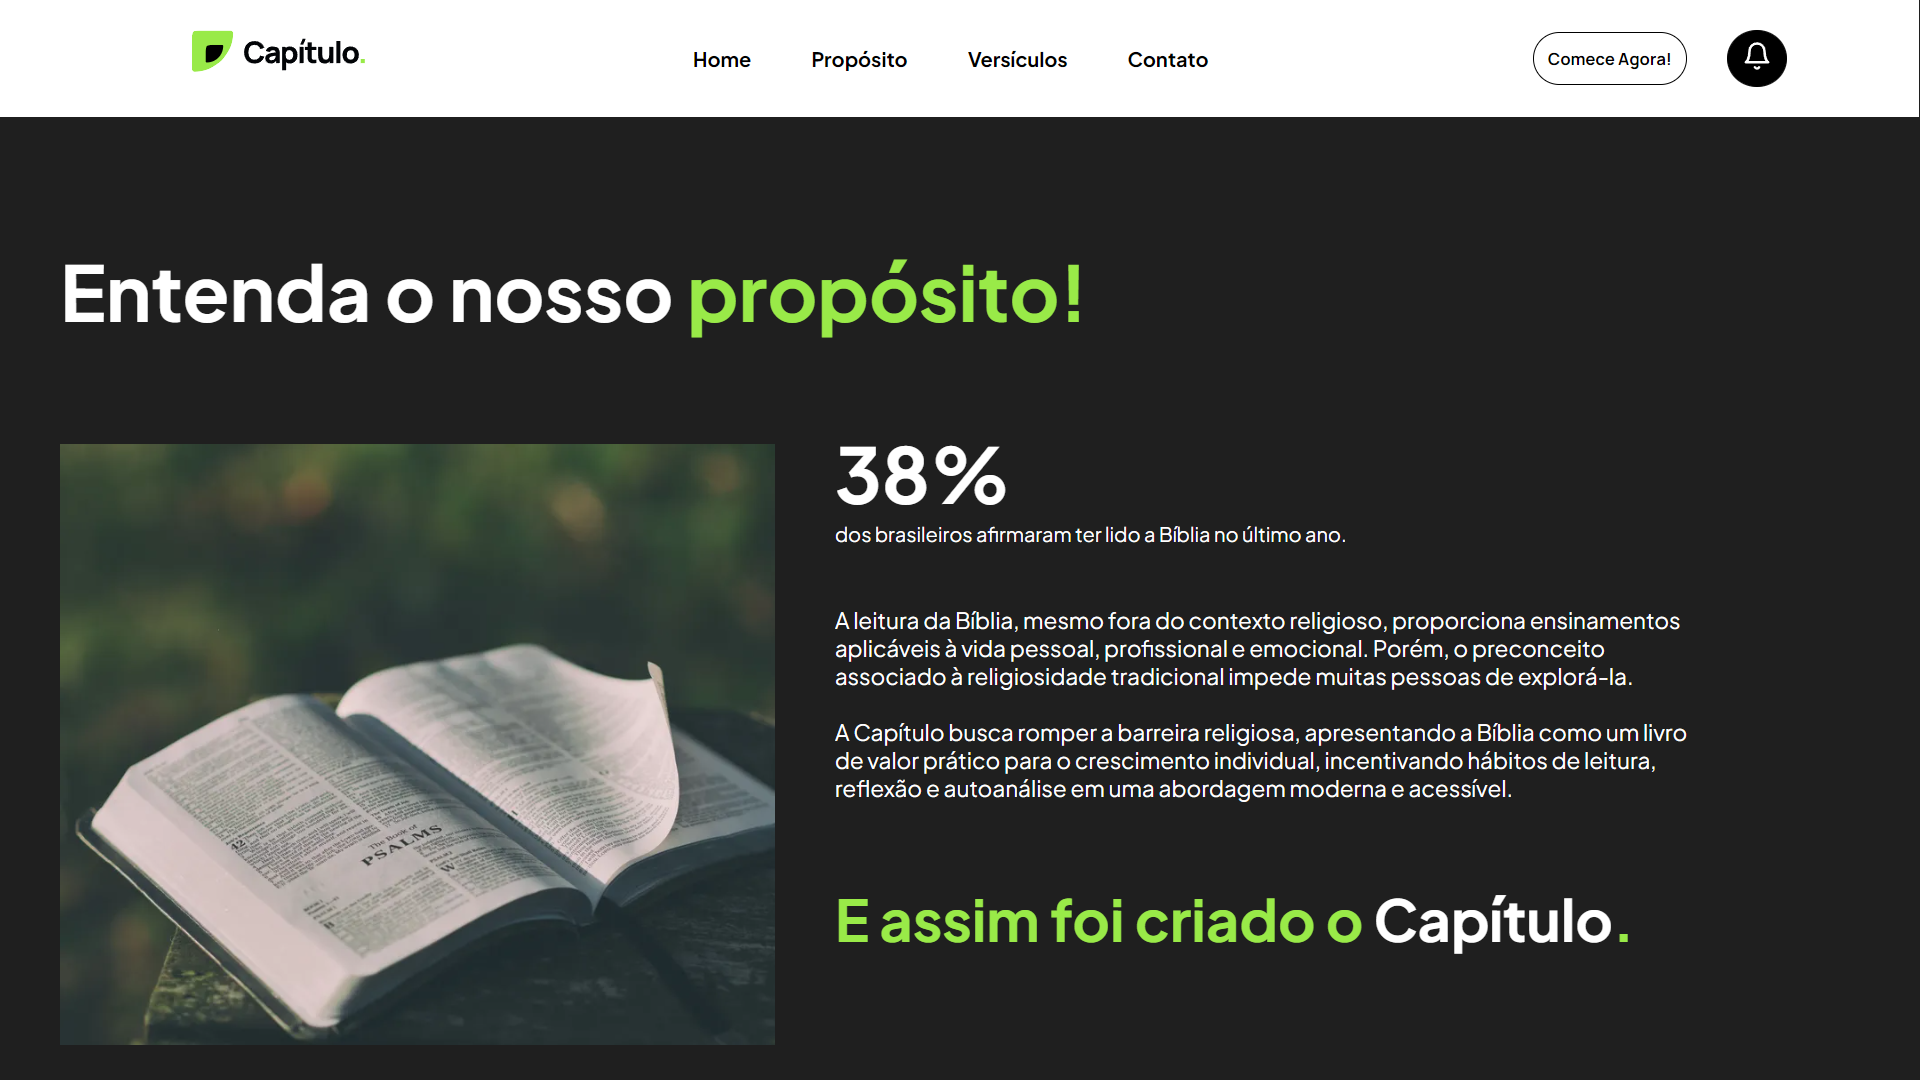 Capítulo.
Home Propósito Versículos Contato
Comece Agora!
Entenda o nosso propósito!
38%
dos brasileiros afirmaram ter lido a Bíblia no último ano.
A leitura da Bíblia, mesmo fora do contexto religioso, proporciona ensinamentos
aplicáveis à vida pessoal, profissional e emocional. Porém, o preconceito
associado à religiosidade tradicional impede muitas pessoas de explorá-la.
A Capítulo busca romper a barreira religiosa, apresentando a Bíblia como um livro
de valor prático para o crescimento individual, incentivando hábitos de leitura,
reflexão e autoanálise em uma abordagem moderna e acessível.
E assim foi criado o Capítulo.
42
The Book of
PSALMS